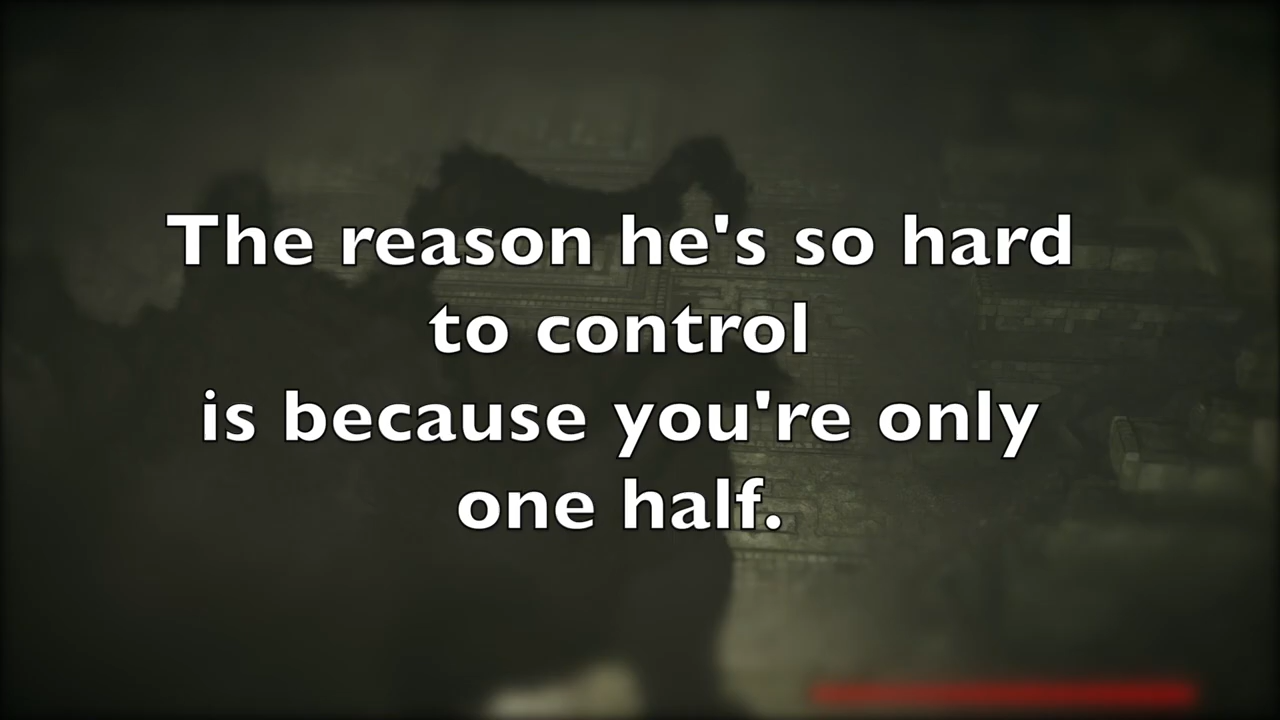 The reason he's so hard
to control
is because you're only
one half.